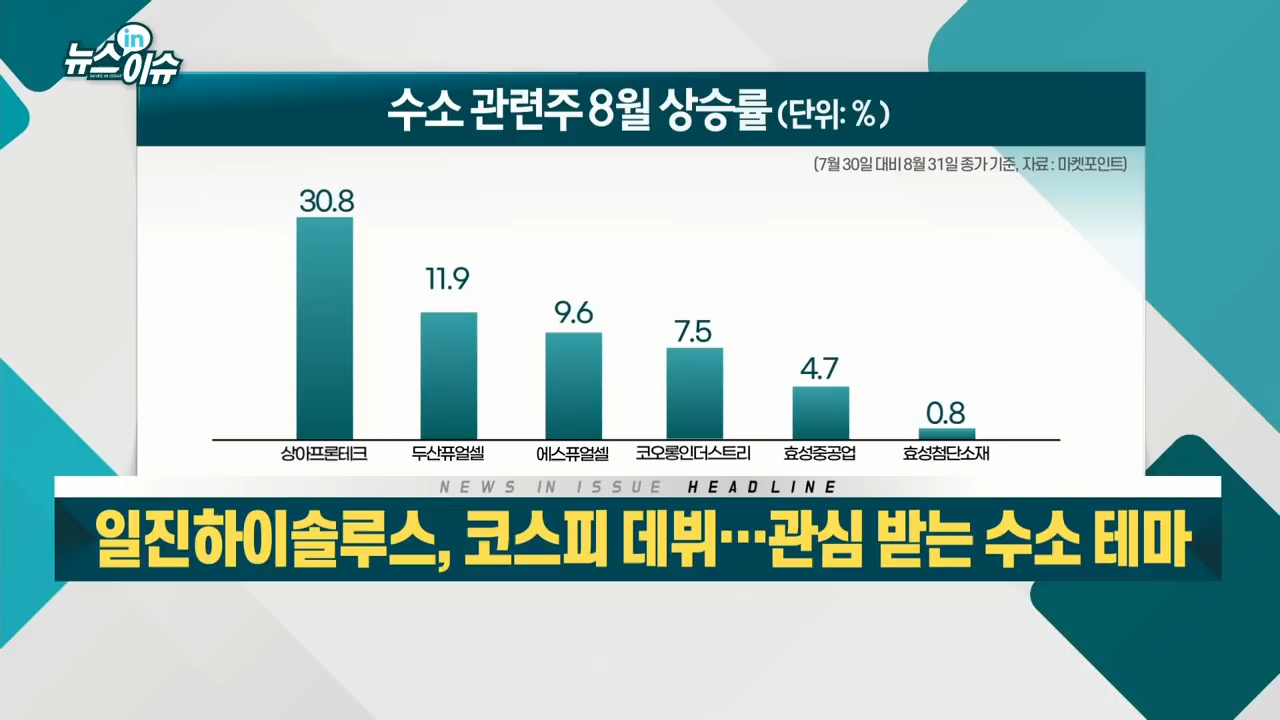 뉴스in이슈
NEWS IN ISSUE
수소 관련주 8월 상승률 (단위: %)
(7월 30일 대비 8월 31일 종가 기준, 자료 : 마켓포인트)
30.8
11.9
9.6
7.5
4.7
0.8
상아프론테크 두산퓨얼셀 에스퓨얼셀 코오롱인더스트리 효성중공업 효성첨단소재
NEWS IN ISSUE HEADLINE
일진하이솔루스, 코스피 데뷔…관심 받는 수소 테마